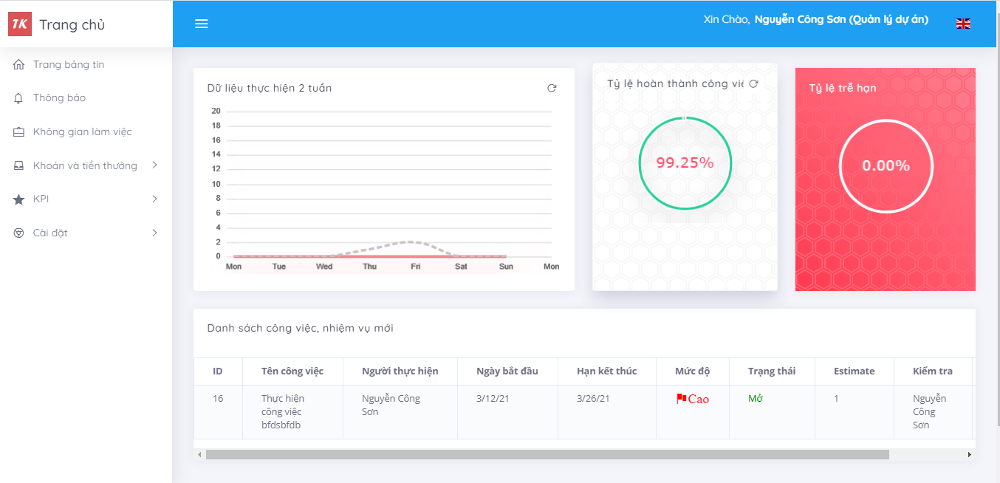 TK Trang chủ
Xin Chào, Nguyễn Công Sơn (Quản lý dự án)
Trang bảng tin
Thông báo
Không gian làm việc
Khoán và tiền thưởng
KPI
Cài đặt
Dữ liệu thực hiện 2 tuần
20
18
16
14
12
10
8
6
4
2
0
Mon Tue Wed Thu Fri Sat Sun Mon
Tỷ lệ hoàn thành công việ
99.25%
Tỷ lệ trễ hạn
0.00%
Danh sách công việc, nhiệm vụ mới
ID Tên công việc Người thực hiện Ngày bắt đầu Hạn kết thúc Mức độ Trạng thái Estimate Kiểm tra
16 Thực hiện Nguyễn Công 3/12/21 3/26/21 Cao Mở 1 Nguyễn
công việc Sơn Công
bfdsbfdb Sơn